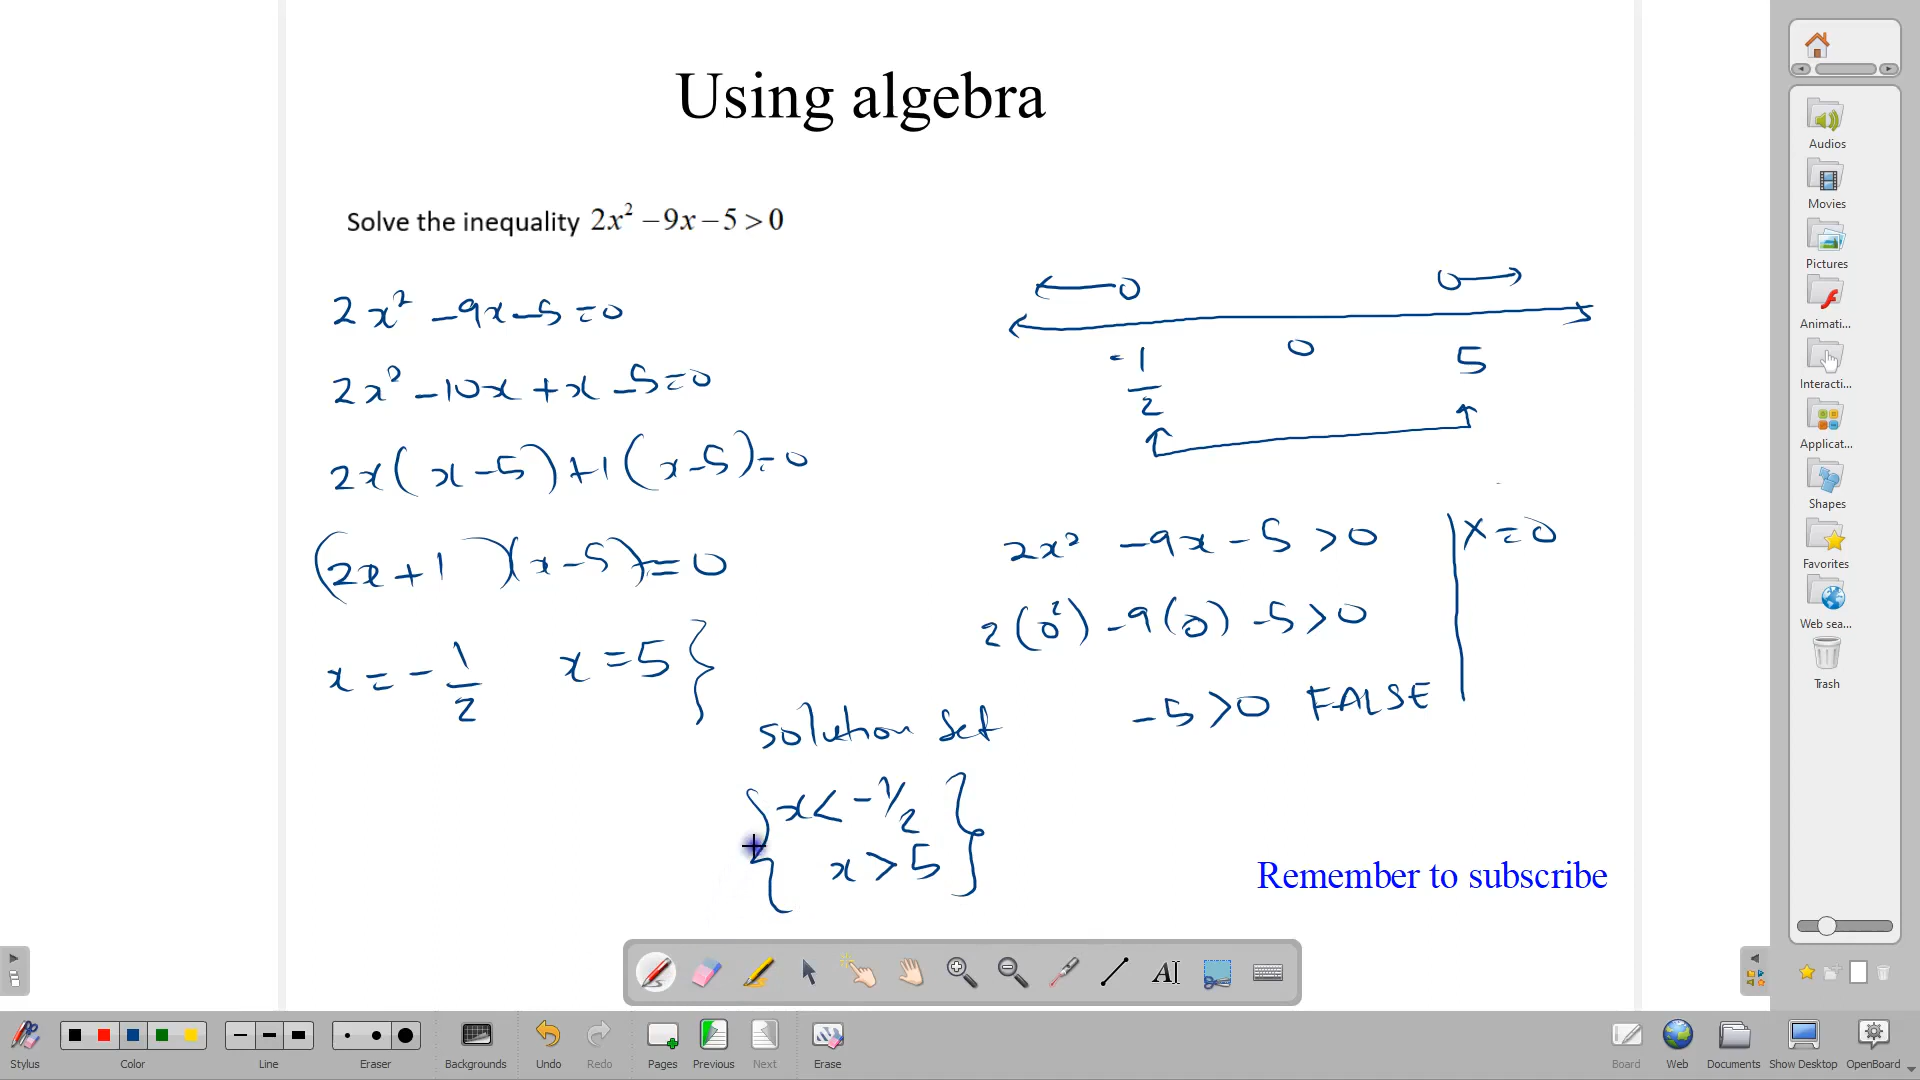 Using algebra
Solve the inequality 2x² − 9x − 5 > 0
2x² - 9x - 5 = 0
2x² - 10x + x - 5 = 0
2x(x - 5) + 1(x - 5) = 0
(2x + 1)(x - 5) = 0
x = - 1/2 x = 5 }
-1/2 0 5
2x² - 9x - 5 > 0 | x = 0
2(0²) - 9(0) - 5 > 0
-5 > 0 FALSE
solution set
{ x < -1/2 }
{ x > 5 }
Remember to subscribe
Audios
Movies
Pictures
Animati...
Interacti...
Applicat...
Shapes
Favorites
Web sea...
Trash
Stylus Color Line Eraser Backgrounds Undo Redo Pages Previous Next Erase Board Web Documents Show Desktop OpenBoard